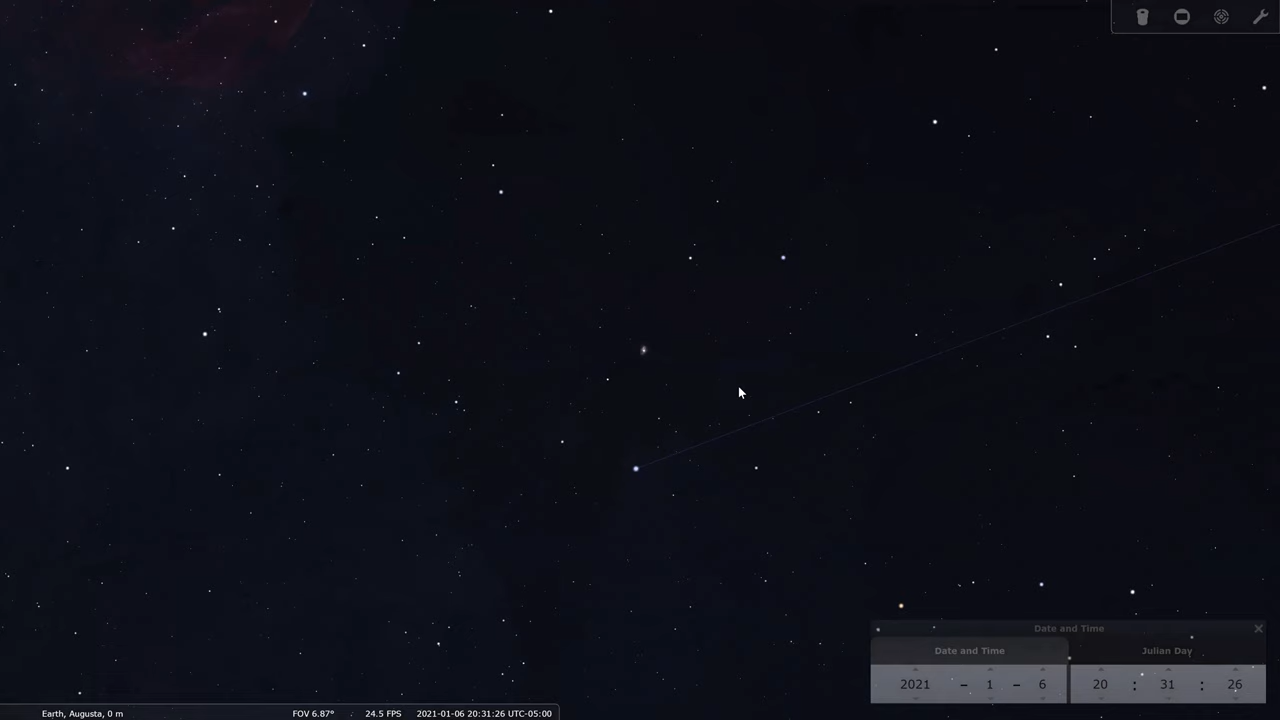 Date and Time
Date and Time Julian Day
2021 – 1 – 6 20 : 31 : 26
Earth, Augusta, 0 m FOV 6.87° 24.5 FPS 2021-01-06 20:31:26 UTC-05:00